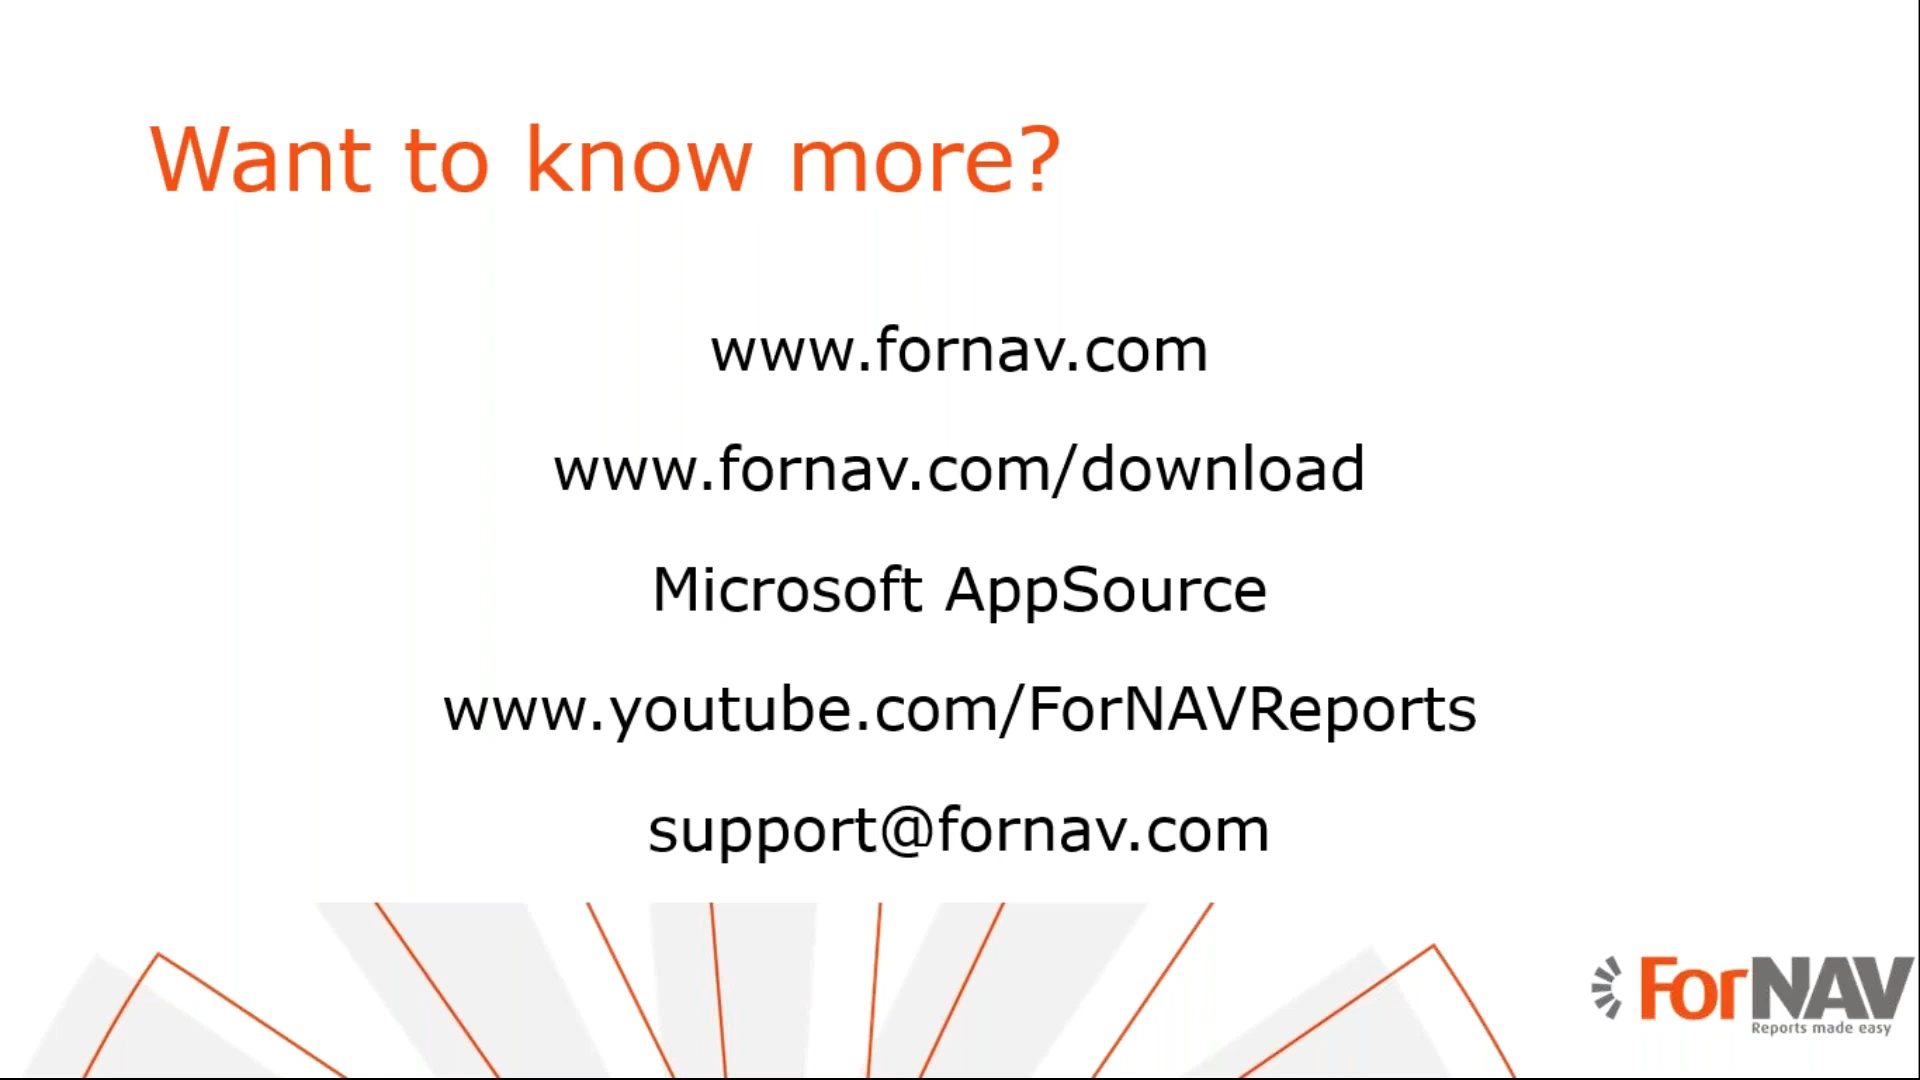 Want to know more?
www.fornav.com
www.fornav.com/download
Microsoft AppSource
www.youtube.com/ForNAVReports
support@fornav.com
ForNAV
Reports made easy